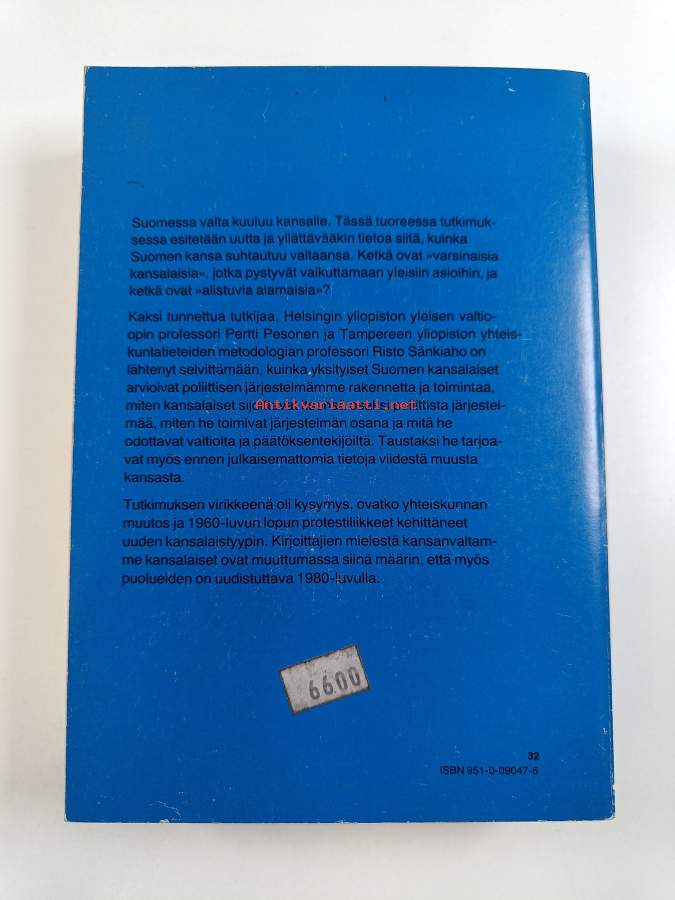 Suomessa valta kuuluu kansalle. Tässä tuoreessa tutkimuk-
sessa esitetään uutta ja yllättävääkin tietoa siitä, kuinka
Suomen kansa suhtautuu valtaansa. Ketkä ovat »varsinaisia
kansalaisia», jotka pystyvät vaikuttamaan yleisiin asioihin, ja
ketkä ovat »alistuvia alamaisia»?
Kaksi tunnettua tutkijaa, Helsingin yliopiston yleisen valtio-
opin professori Pertti Pesonen ja Tampereen yliopiston yhteis-
kuntatieteiden metodologian professori Risto Sänkiaho on
lähtenyt selvittämään, kuinka yksityiset Suomen kansalaiset
arvioivat poliittisen järjestelmämme rakennetta ja toimintaa,
miten kansalaiset poliittista järjestel-
Antikvariaatti.net
mää, miten he toimivat järjestelmän osana ja mitä he
odottavat valtiolta ja päätöksentekijöiltä. Taustaksi he tarjoa-
vat myös ennen julkaisemattomia tietoja viidestä muusta
kansasta.
Tutkimuksen virikkeenä oli kysymys, ovatko yhteiskunnan
muutos ja 1960-luvun lopun protestiliikkeet kehittäneet
uuden kansalaistyypin. Kirjoittajien mielestä kansanvaltam-
me kansalaiset ovat muuttumassa siinä määrin, että myös
puolueiden on uudistuttava 1980-luvulla.
6600
32
ISBN 951-0-09047-6